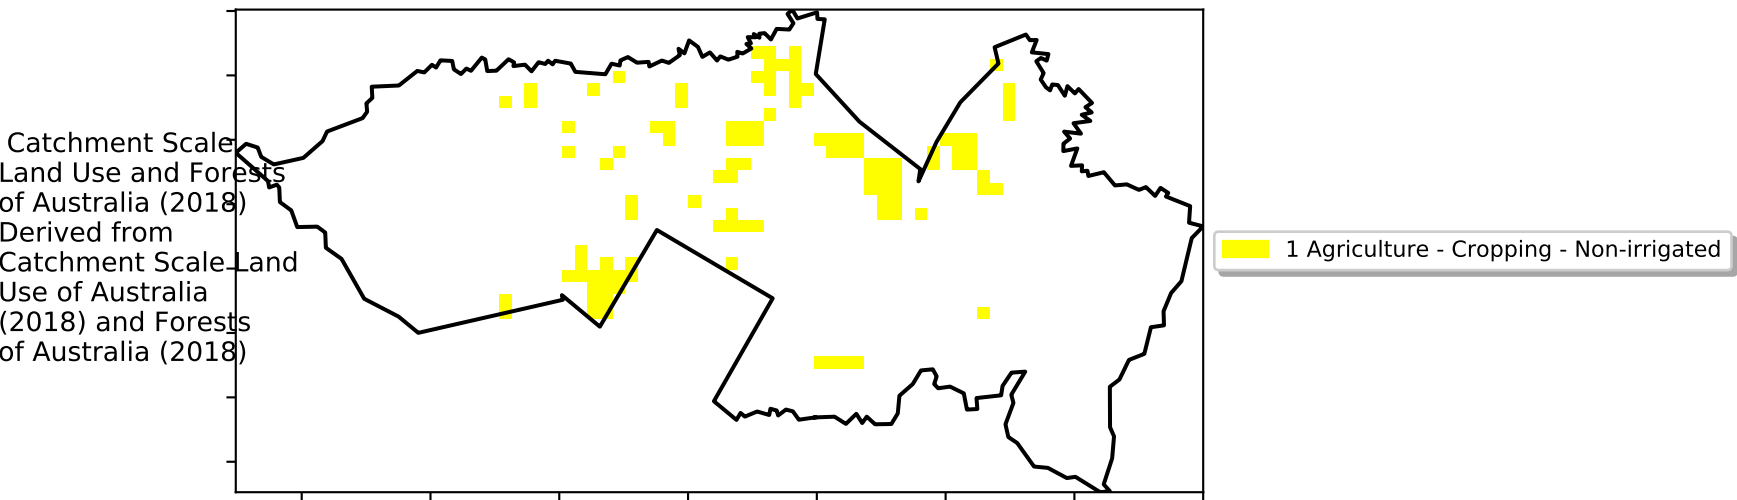 Catchment Scale
Land Use and Forests
of Australia (2018)
Derived from
Catchment Scale Land
Use of Australia
(2018) and Forests
of Australia (2018)
1 Agriculture - Cropping - Non-irrigated